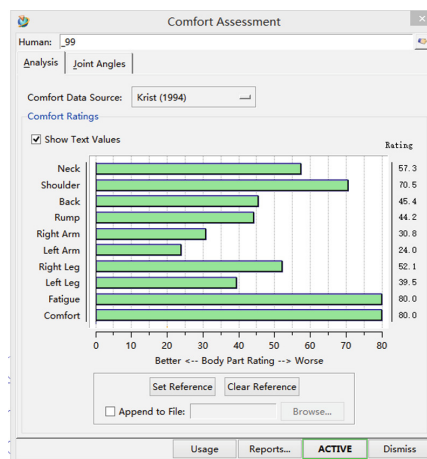 Comfort Assessment
Human: _99
Analysis Joint Angles
Comfort Data Source: Krist (1994)
Comfort Ratings
Show Text Values
Rating
Neck 57.3
Shoulder 70.5
Back 45.4
Rump 44.2
Right Arm 30.8
Left Arm 24.0
Right Leg 52.1
Left Leg 39.5
Fatigue 80.0
Comfort 80.0
0 10 20 30 40 50 60 70 80
Better <-- Body Part Rating --> Worse
Set Reference Clear Reference
Append to File: Browse...
Usage Reports... ACTIVE Dismiss